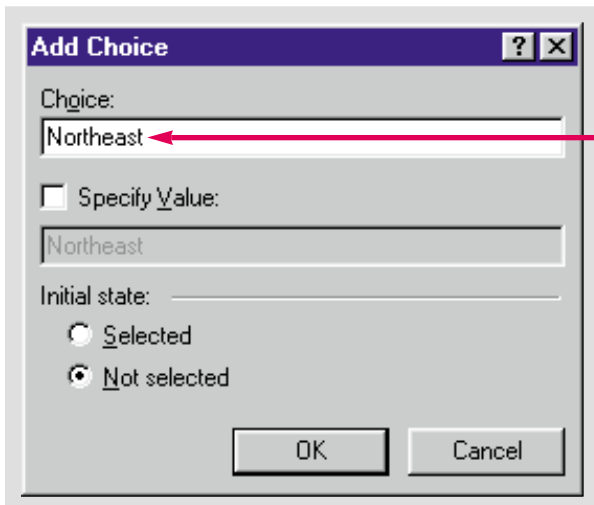 Add Choice
Choice:
Northeast
Specify Value:
Northeast
Initial state:
Selected
Not selected
OK Cancel